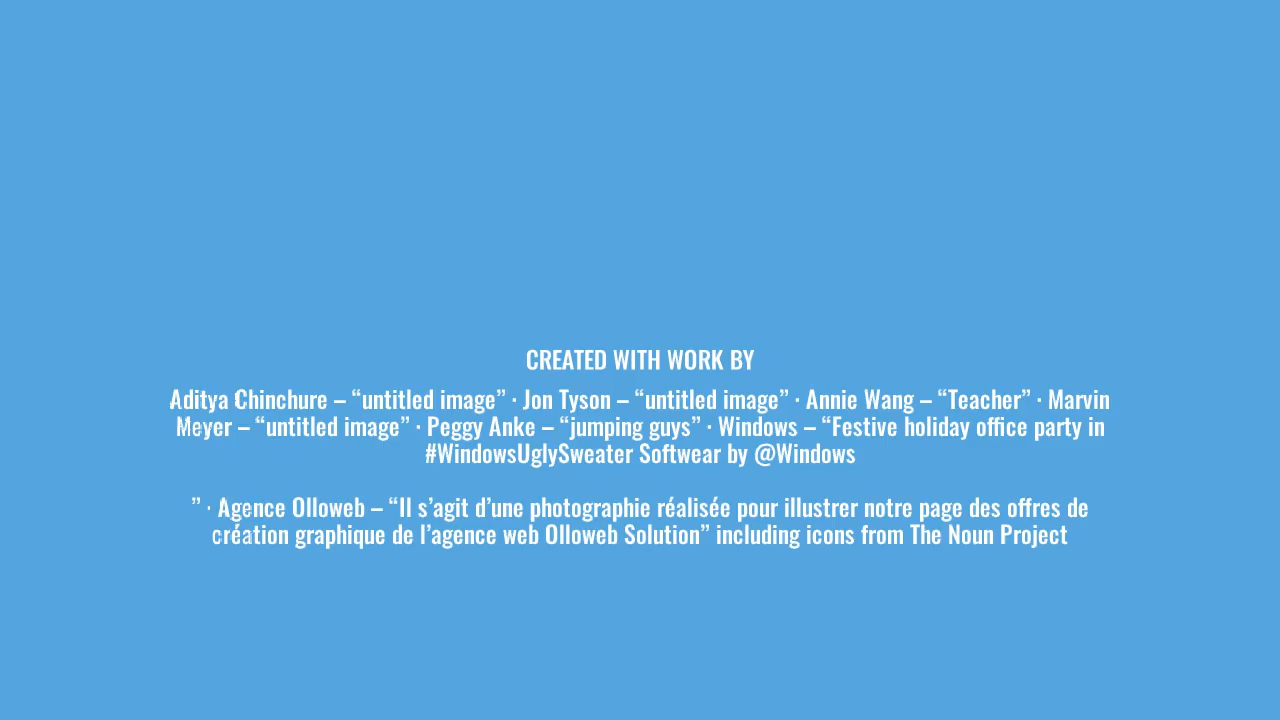 CREATED WITH WORK BY
Aditya Chinchure – “untitled image” · Jon Tyson – “untitled image” · Annie Wang – “Teacher” · Marvin
Meyer – “untitled image” · Peggy Anke – “jumping guys” · Windows – “Festive holiday office party in
#WindowsUglySweater Softwear by @Windows
” · Agence Olloweb – “Il s’agit d’une photographie réalisée pour illustrer notre page des offres de
création graphique de l’agence web Olloweb Solution” including icons from The Noun Project